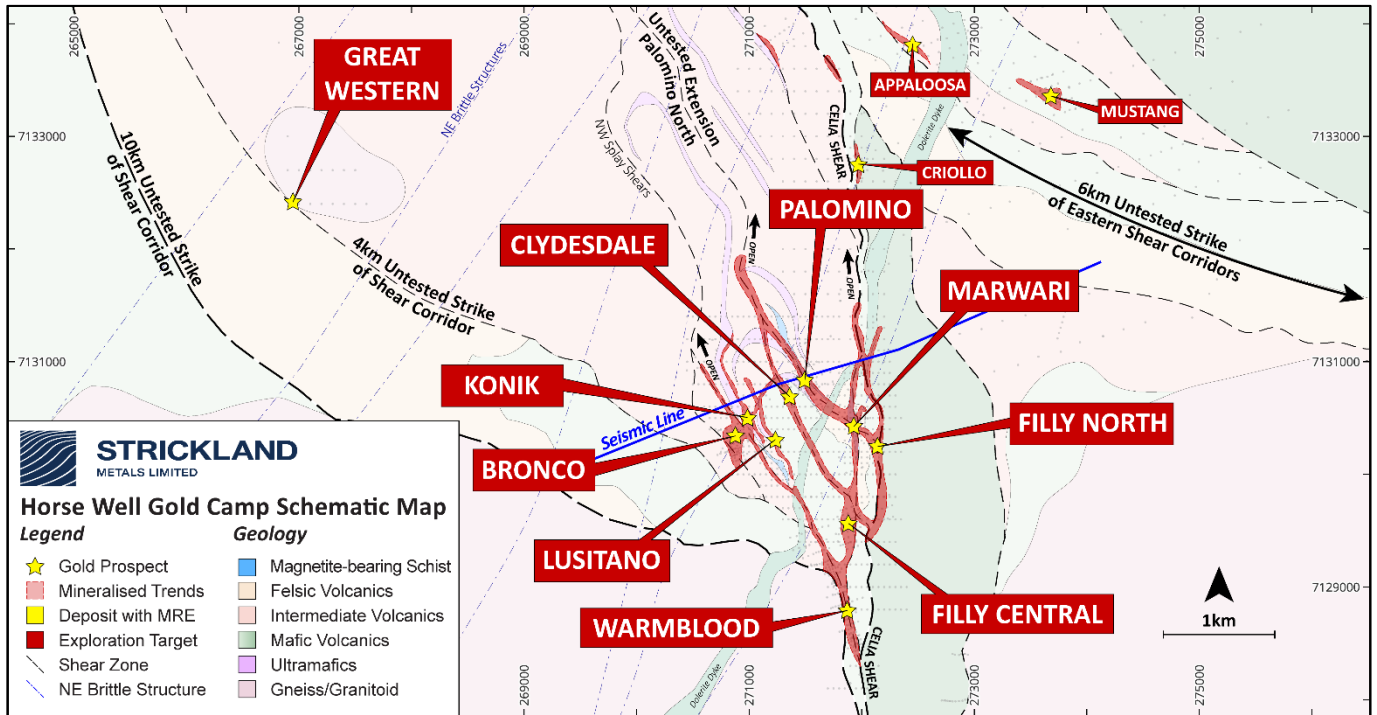 265000
267000
269000
271000
273000
275000
GREAT
WESTERN
NE Brittle Structures
Untested Extension
Palomino North
NW Splay Shears
CELIA SHEAR
Dolerite Dyke
APPALOOSA
MUSTANG
7133000
7133000
CRIOLLO
10km Untested Strike
of Shear Corridor
4km Untested Strike
of Shear Corridor
6km Untested Strike
of Eastern Shear Corridors
PALOMINO
CLYDESDALE
OPEN
OPEN
MARWARI
7131000
7131000
OPEN
KONIK
Seismic Line
FILLY NORTH
BRONCO
LUSITANO
FILLY CENTRAL
WARMBLOOD
7129000
CELIA SHEAR
Dolerite Dyke
1km
STRICKLAND
METALS LIMITED
Horse Well Gold Camp Schematic Map
Legend
Gold Prospect
Mineralised Trends
Deposit with MRE
Exploration Target
Shear Zone
NE Brittle Structure
Geology
Magnetite-bearing Schist
Felsic Volcanics
Intermediate Volcanics
Mafic Volcanics
Ultramafics
Gneiss/Granitoid
269000
271000
273000
275000